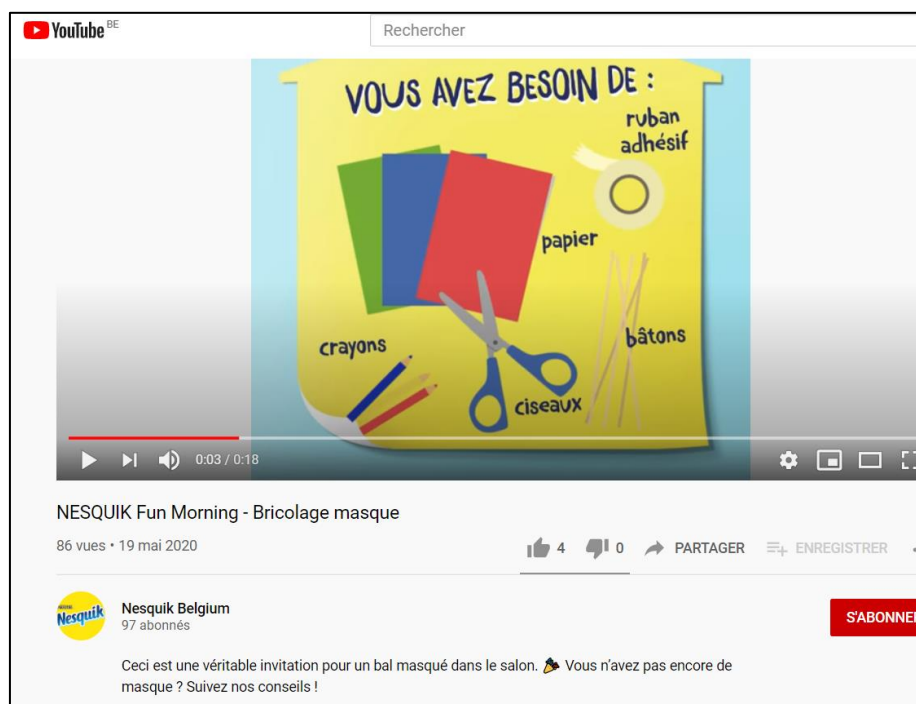 YouTube BE
Rechercher
VOUS AVEZ BESOIN DE :
ruban
adhésif
papier
bâtons
crayons
ciseaux
0:03 / 0:18
NESQUIK Fun Morning - Bricolage masque
86 vues • 19 mai 2020
4 0 PARTAGER ENREGISTRER
Nesquik
Nesquik Belgium
97 abonnés
S'ABONNER
Ceci est une véritable invitation pour un bal masqué dans le salon. 🎉 Vous n'avez pas encore de
masque ? Suivez nos conseils !